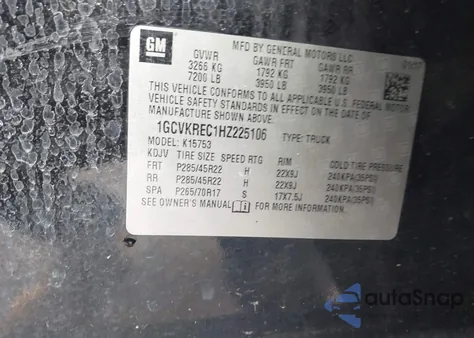 GM
MFD BY GENERAL MOTORS LLC
GVWR GAWR FRT GAWR RR
3266 KG 1792 KG 1792 KG
7200 LB 3950 LB 3950 LB
THIS VEHICLE CONFORMS TO ALL APPLICABLE U.S. FEDERAL MOTOR
VEHICLE SAFETY STANDARDS IN EFFECT ON THE DATE OF
MANUFACTURE SHOWN ABOVE.
1GCVKREC1HZ225106 TYPE: TRUCK
MODEL: K15753
KDJV TIRE SIZE SPEED RTG RIM COLD TIRE PRESSURE
FRT P285/45R22 H 22X9J 240KPA(35PSI)
RR P285/45R22 H 22X9J 240KPA(35PSI)
SPA P265/70R17 S 17X7.5J 240KPA(35PSI)
SEE OWNER'S MANUAL FOR MORE INFORMATION.
autoSnap